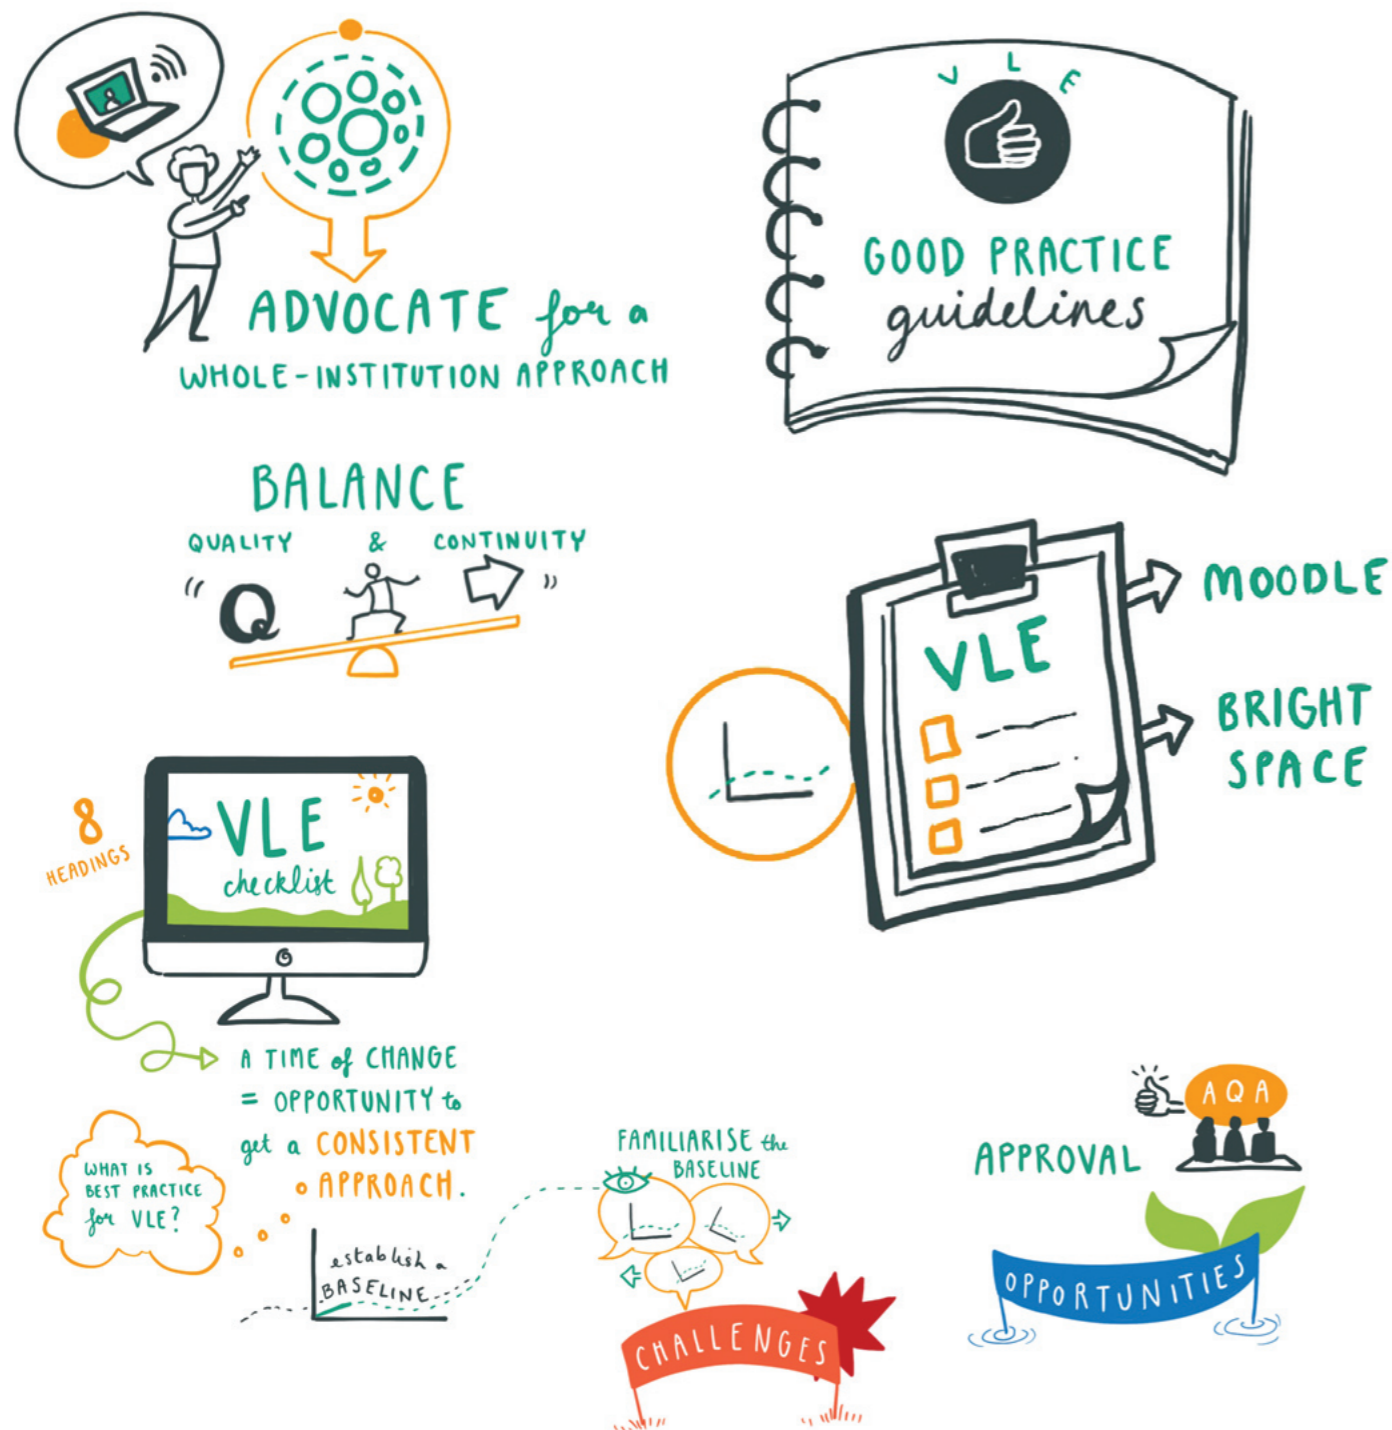 ADVOCATE for a
WHOLE-INSTITUTION APPROACH
VLE
GOOD PRACTICE
guidelines
BALANCE
QUALITY & CONTINUITY
Q
VLE
MOODLE
BRIGHT
SPACE
8
HEADINGS
VLE
checklist
A TIME of CHANGE
= OPPORTUNITY to
get a CONSISTENT
APPROACH.
WHAT IS
BEST PRACTICE
for VLE?
establish a
BASELINE
FAMILIARISE the
BASELINE
CHALLENGES
AQA
APPROVAL
OPPORTUNITIES